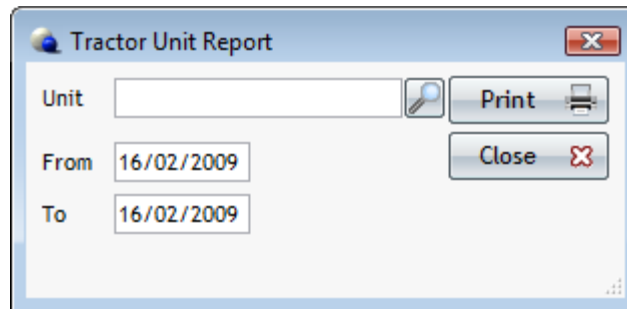 Tractor Unit Report
Unit
Print
Close
From 16/02/2009
To 16/02/2009